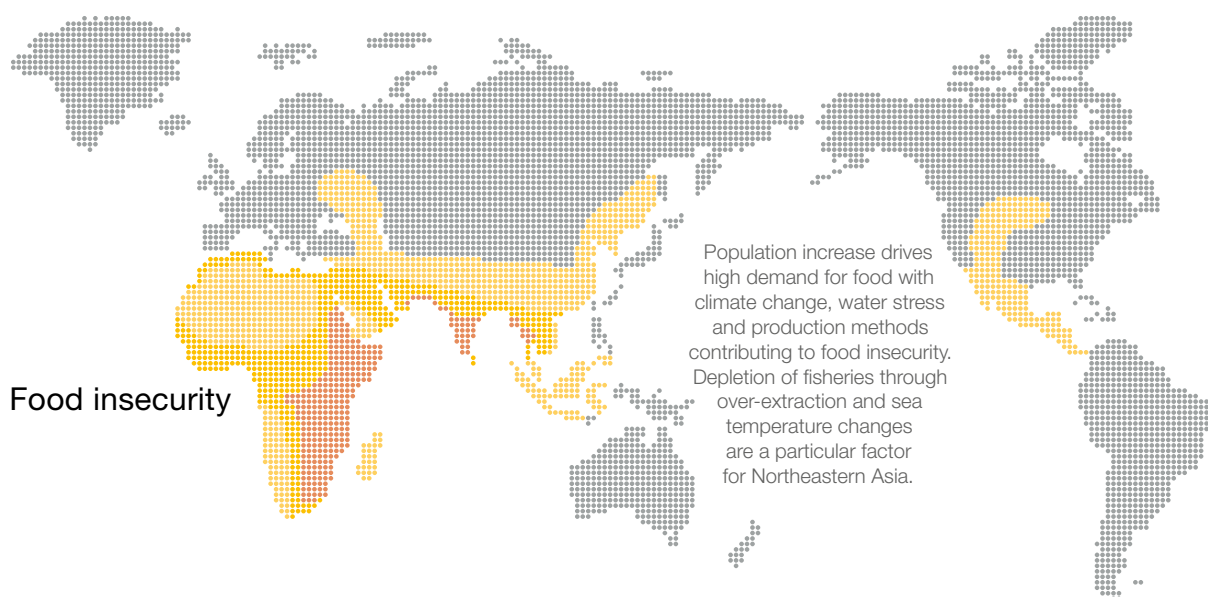 Population increase drives
high demand for food with
climate change, water stress
and production methods
contributing to food insecurity.
Depletion of fisheries through
over-extraction and sea
temperature changes
are a particular factor
for Northeastern Asia.
Food insecurity